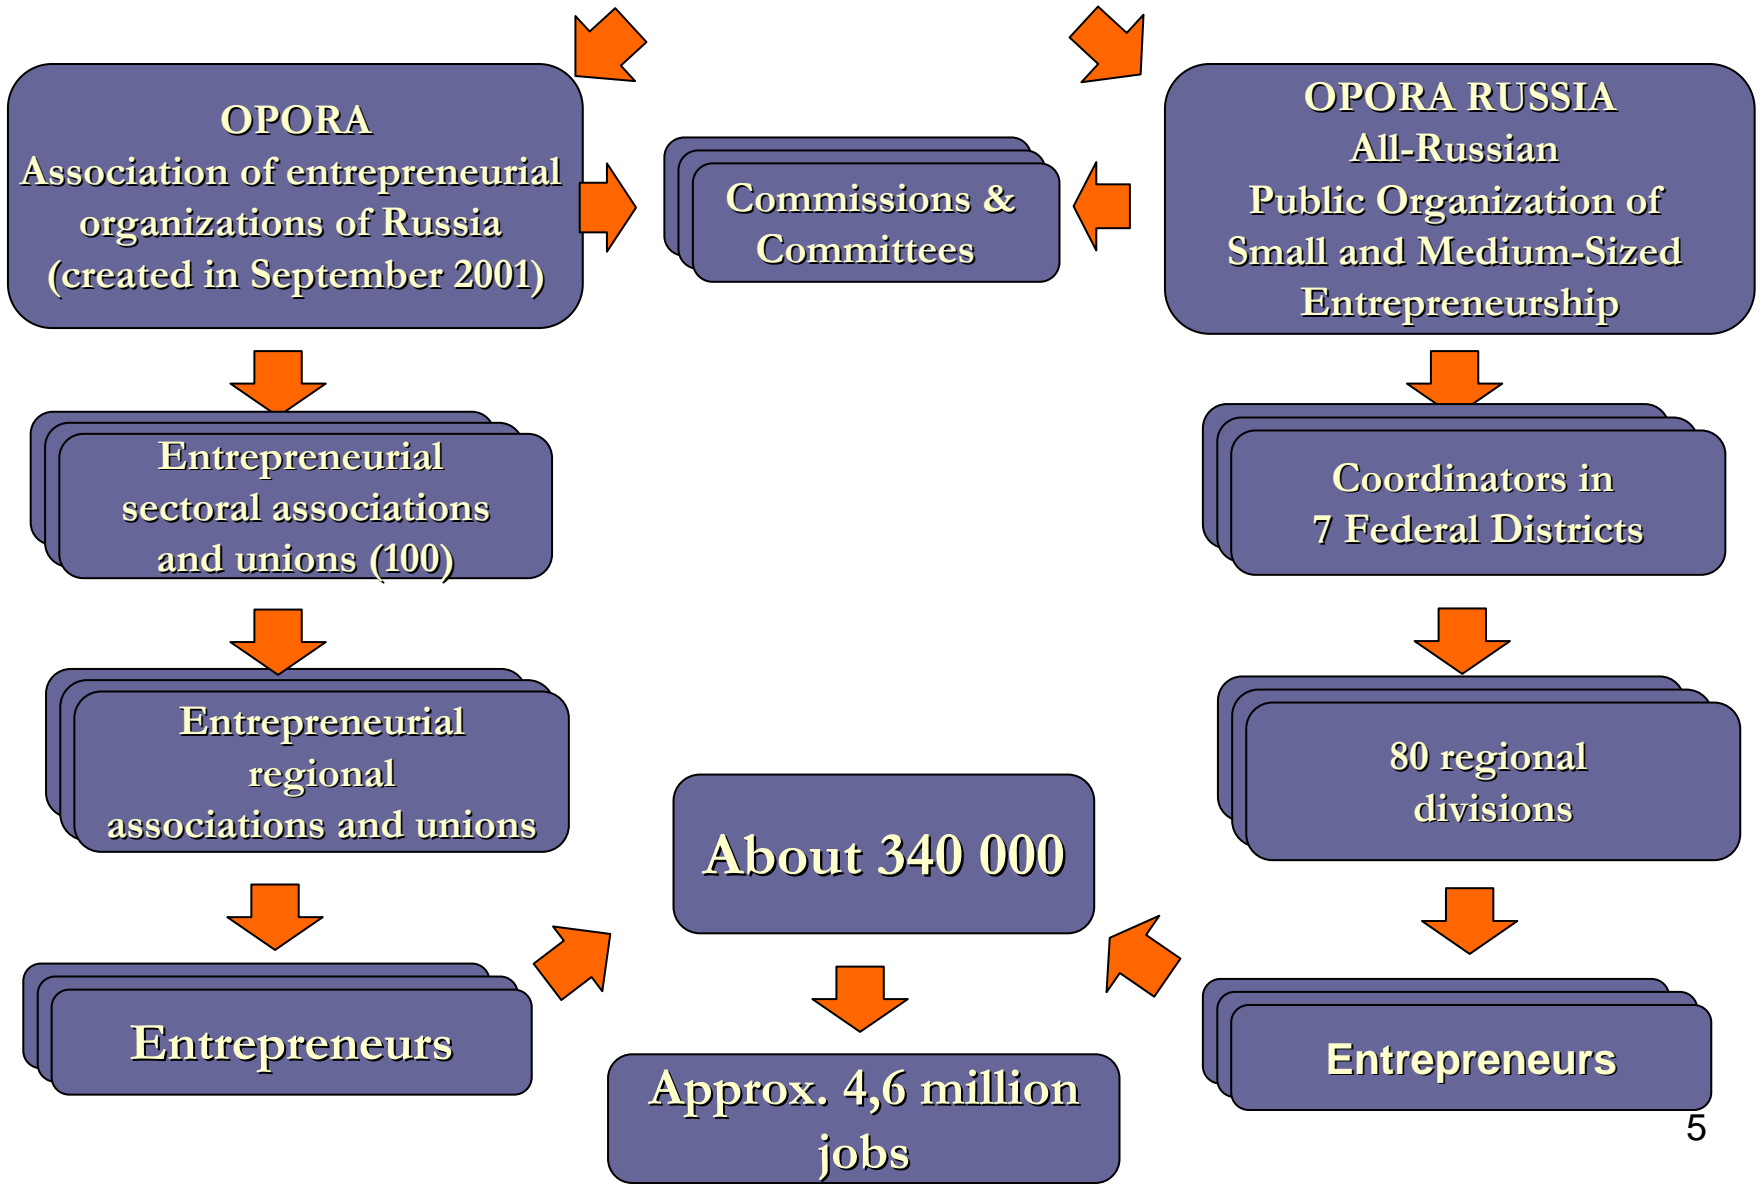 OPORA
Association of entrepreneurial
organizations of Russia
(created in September 2001)
Commissions &
Committees
OPORA RUSSIA
All-Russian
Public Organization of
Small and Medium-Sized
Entrepreneurship
Entrepreneurial
sectoral associations
and unions (100)
Coordinators in
7 Federal Districts
Entrepreneurial
regional
associations and unions
80 regional
divisions
About 340 000
Entrepreneurs
Entrepreneurs
Approx. 4,6 million
jobs
5